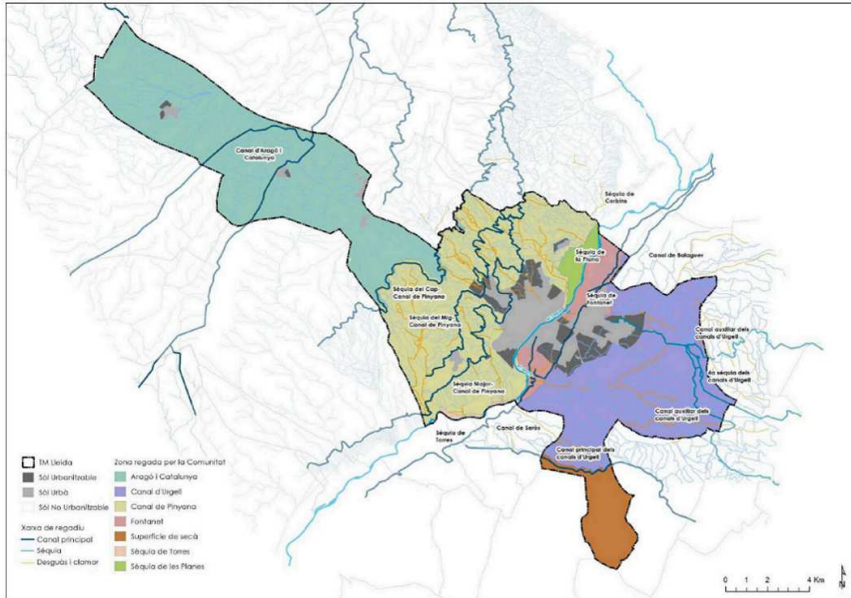 Canal d'Aragó i
Catalunya
Sèquia de
Corbins
Sèquia de
la Plana
Canal de Balaguer
Sèquia del Cap-
Canal de Pinyana
Sèquia de
Fontanet
Sèquia del Mig-
Canal de Pinyana
Canal auxiliar dels
canals d'Urgell
4a sèquia dels
canals d'Urgell
Sèquia Major-
Canal de Pinyana
Canal auxiliar dels
canals d'Urgell
Sèquia de
Torres
Canal de Seròs
Canal principal dels
canals d'Urgell
TM Lleida
Sòl Urbanitzable
Sòl Urbà
Sòl No Urbanitzable
Xarxa de regadiu
Canal principal
Sèquia
Desguàs i clamor
Zona regada per la Comunitat
Aragó i Catalunya
Canal d'Urgell
Canal de Pinyana
Fontanet
Superfície de secà
Sèquia de Torres
Sèquia de les Planes
0 2 4 Km
N